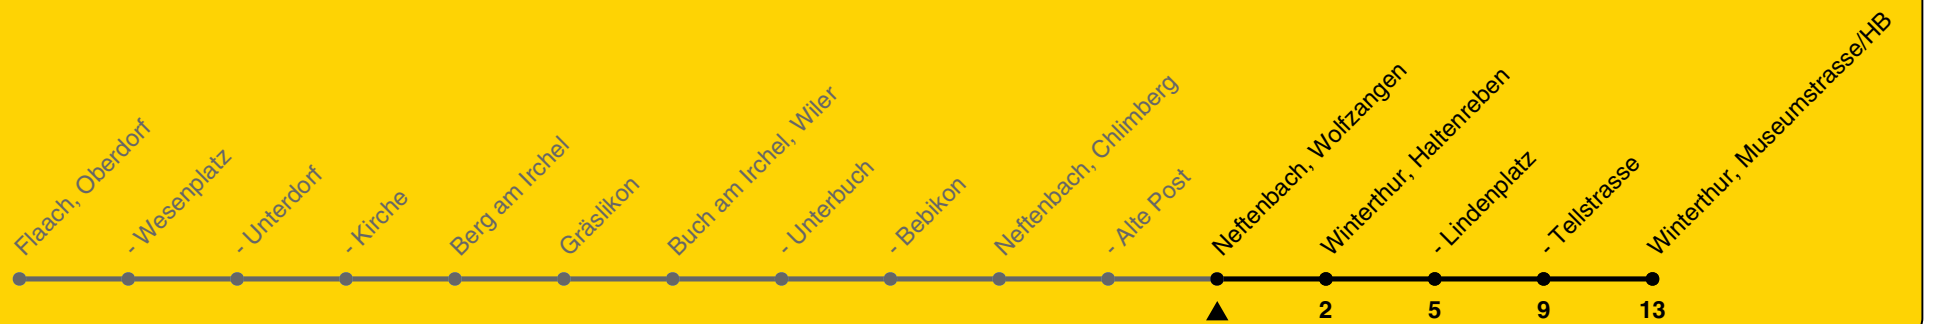 Flaach, Oberdorf
- Wesenplatz
- Unterdorf
- Kirche
Berg am Irchel
Gräslikon
Buch am Irchel, Wiler
- Unterbuch
- Bebikon
Neftenbach, Chlimberg
- Alte Post
Neftenbach, Wolfzangen
Winterthur, Haltenreben
- Lindenplatz
- Tellstrasse
Winterthur, Museumstrasse/HB
2 5 9 13